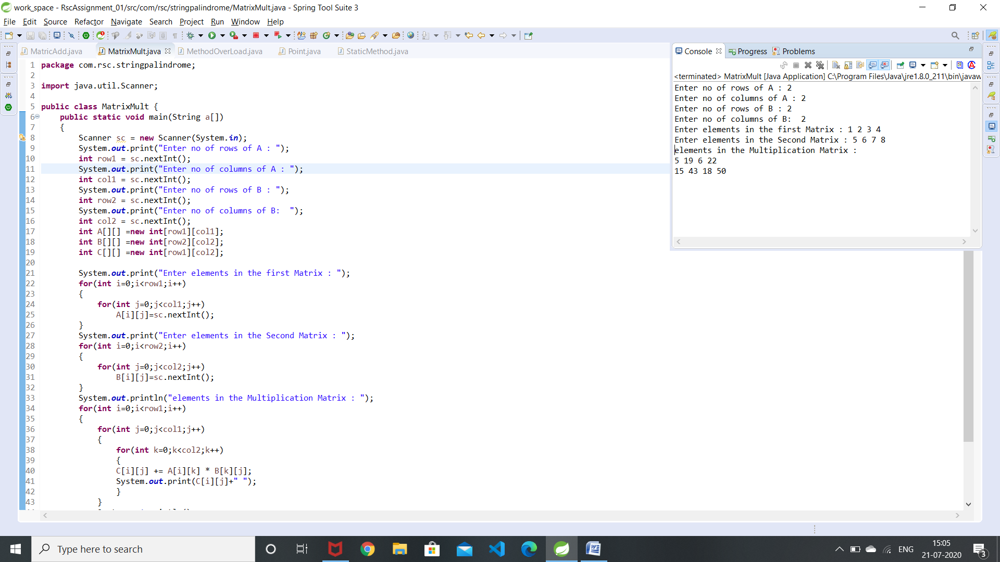 work_space - RscAssignment_01/src/com/rsc/stringpalindrome/MatrixMult.java - Spring Tool Suite 3
File Edit Source Refactor Navigate Search Project Run Window Help
MatricAdd.java MatrixMult.java MethodOverLoad.java Point.java StaticMethod.java
1 package com.rsc.stringpalindrome;
2
3 import java.util.Scanner;
4
5 public class MatrixMult {
6 public static void main(String a[])
7 {
8 Scanner sc = new Scanner(System.in);
9 System.out.print("Enter no of rows of A : ");
10 int row1 = sc.nextInt();
11 System.out.print("Enter no of columns of A : ");
12 int col1 = sc.nextInt();
13 System.out.print("Enter no of rows of B : ");
14 int row2 = sc.nextInt();
15 System.out.print("Enter no of columns of B:  ");
16 int col2 = sc.nextInt();
17 int A[][] =new int[row1][col1];
18 int B[][] =new int[row2][col2];
19 int C[][] =new int[row1][col2];
20
21 System.out.print("Enter elements in the first Matrix : ");
22 for(int i=0;i<row1;i++)
23 {
24 for(int j=0;j<col1;j++)
25 A[i][j]=sc.nextInt();
26 }
27 System.out.print("Enter elements in the Second Matrix : ");
28 for(int i=0;i<row2;i++)
29 {
30 for(int j=0;j<col2;j++)
31 B[i][j]=sc.nextInt();
32 }
33 System.out.println("elements in the Multiplication Matrix : ");
34 for(int i=0;i<row1;i++)
35 {
36 for(int j=0;j<col1;j++)
37 {
38 for(int k=0;k<col2;k++)
39 {
40 C[i][j] += A[i][k] * B[k][j];
41 System.out.print(C[i][j]+" ");
42 }
43 }
Console Progress Problems
<terminated> MatrixMult [Java Application] C:\Program Files\Java\jre1.8.0_211\bin\javaw
Enter no of rows of A : 2
Enter no of columns of A : 2
Enter no of rows of B : 2
Enter no of columns of B:  2
Enter elements in the first Matrix : 1 2 3 4
Enter elements in the Second Matrix : 5 6 7 8
elements in the Multiplication Matrix :
5 19 6 22
15 43 18 50
Type here to search
ENG
15:05
21-07-2020
3